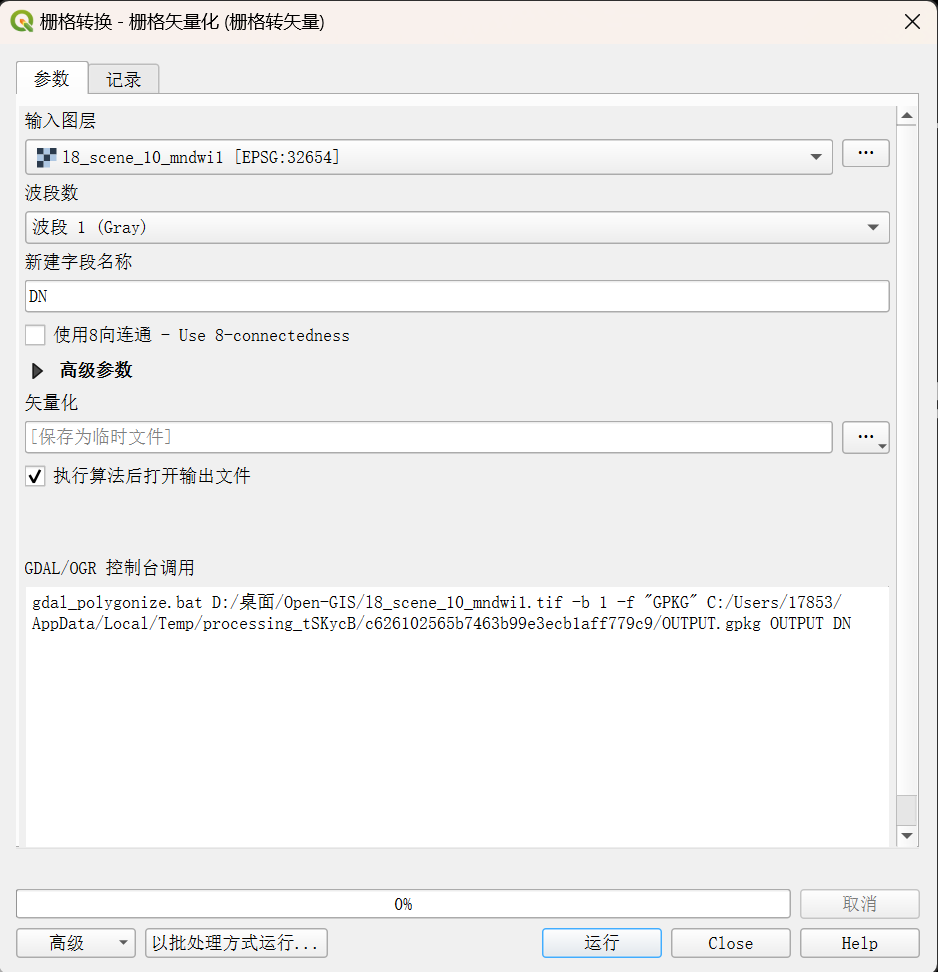 栅格转换 - 栅格矢量化 (栅格转矢量)
参数
记录
输入图层
l8_scene_10_mndwi1 [EPSG:32654]
...
波段数
波段 1 (Gray)
新建字段名称
DN
使用8向连通 - Use 8-connectedness
高级参数
矢量化
[保存为临时文件]
...
执行算法后打开输出文件
GDAL/OGR 控制台调用
gdal_polygonize.bat D:/桌面/Open-GIS/l8_scene_10_mndwi1.tif -b 1 -f "GPKG" C:/Users/17853/
AppData/Local/Temp/processing_tSKycB/c626102565b7463b99e3ecb1aff779c9/OUTPUT.gpkg OUTPUT DN
0%
取消
高级
以批处理方式运行...
运行
Close
Help